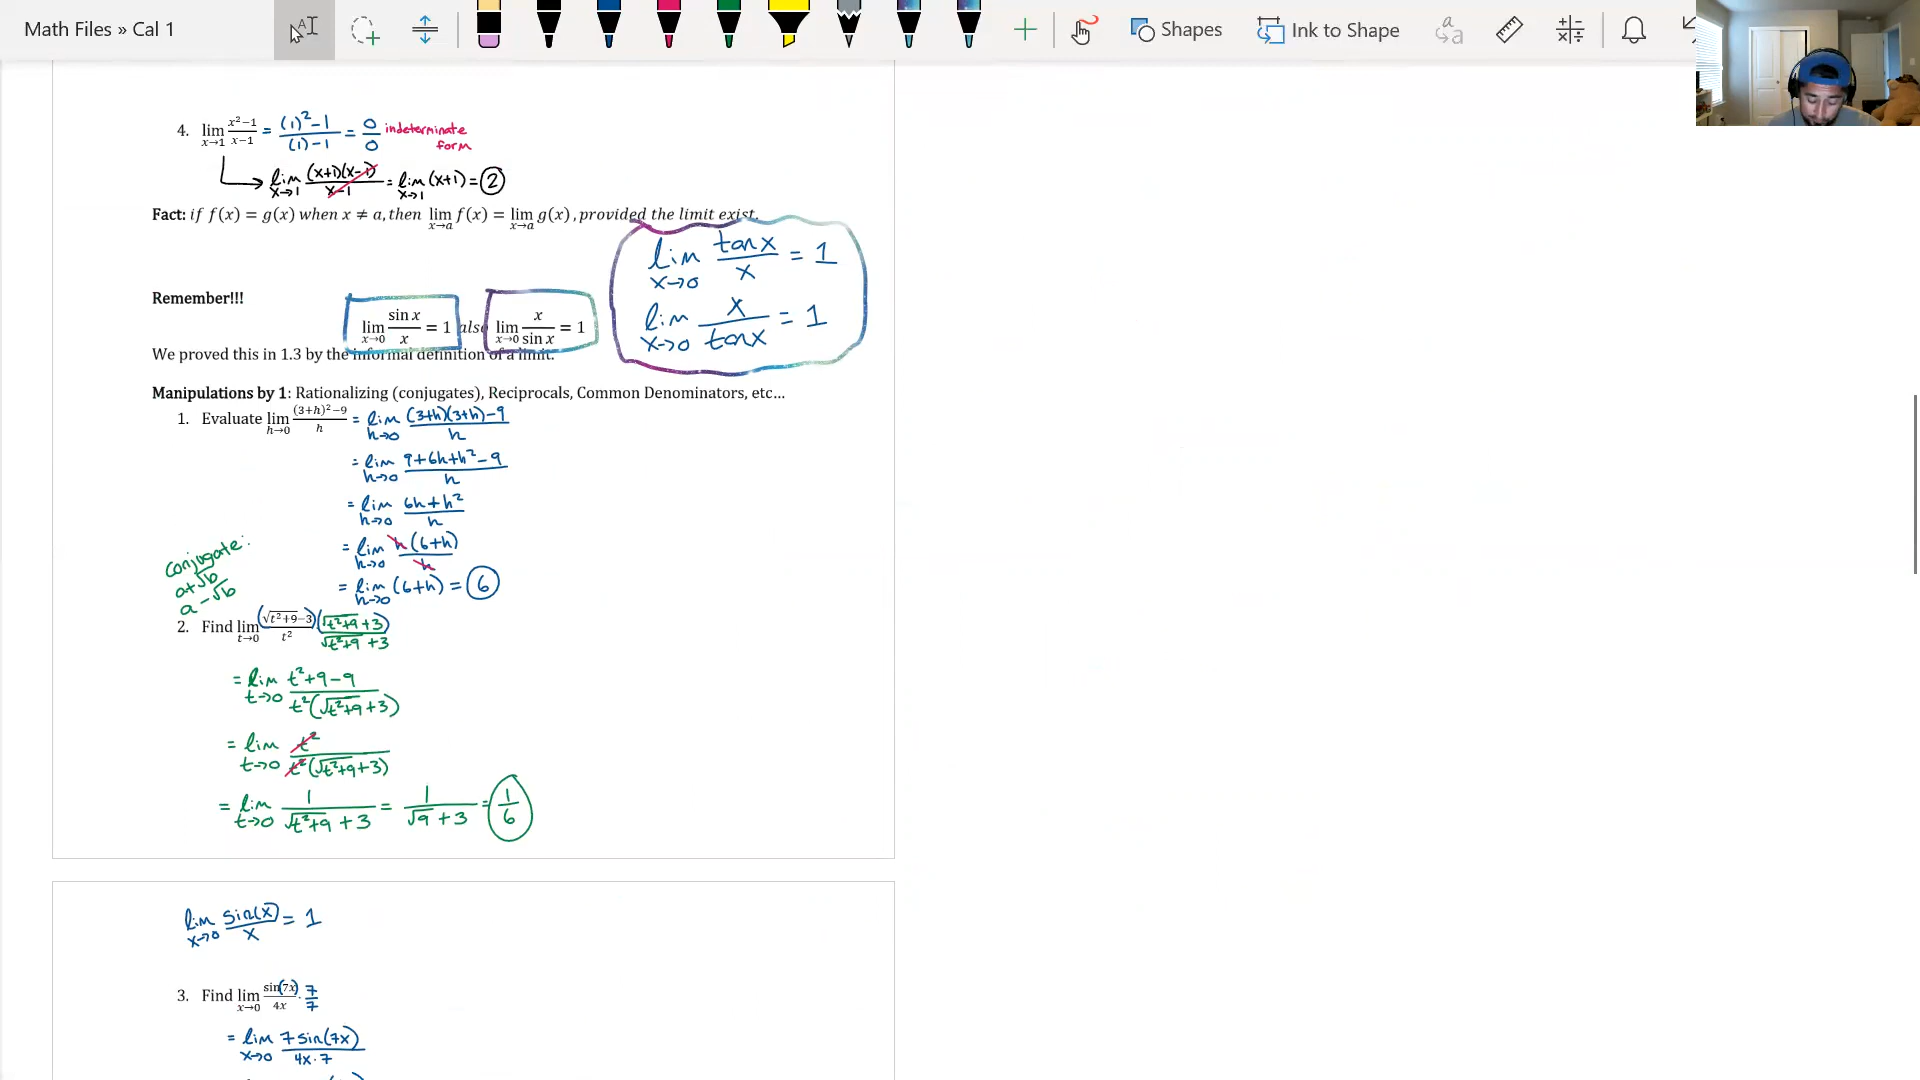 Math Files » Cal 1
Shapes
Ink to Shape
4. lim x→1 x²−1/x−1 = (1)²−1/(1)−1 = 0/0 indeterminate form
lim x→1 (x+1)(x−1)/x−1 = lim x→1 (x+1) = 2
Fact: if f(x) = g(x) when x ≠ a, then lim x→a f(x) = lim x→a g(x), provided the limit exist.
lim x→0 tanx/x = 1
lim x→0 x/tanx = 1
Remember!!!
lim x→0 sin x/x = 1 also lim x→0 x/sin x = 1
We proved this in 1.3 by the informal definition of a limit.
Manipulations by 1: Rationalizing (conjugates), Reciprocals, Common Denominators, etc…
1. Evaluate lim h→0 (3+h)²−9/h = lim h→0 (3+h)(3+h)−9/h
= lim h→0 9+6h+h²−9/h
= lim h→0 6h+h²/h
= lim h→0 h(6+h)/h
= lim h→0 (6+h) = 6
conjugate:
a+√b
a−√b
2. Find lim t→0 (√t²+9−3)/t² (√t²+9+3)/√t²+9+3
= lim t→0 t²+9−9/t²(√t²+9+3)
= lim t→0 t²/t²(√t²+9+3)
= lim t→0 1/√t²+9+3 = 1/√9+3 = 1/6
lim x→0 sin(x)/x = 1
3. Find lim x→0 sin(7x)/4x · 7/7
= lim x→0 7sin(7x)/4x·7